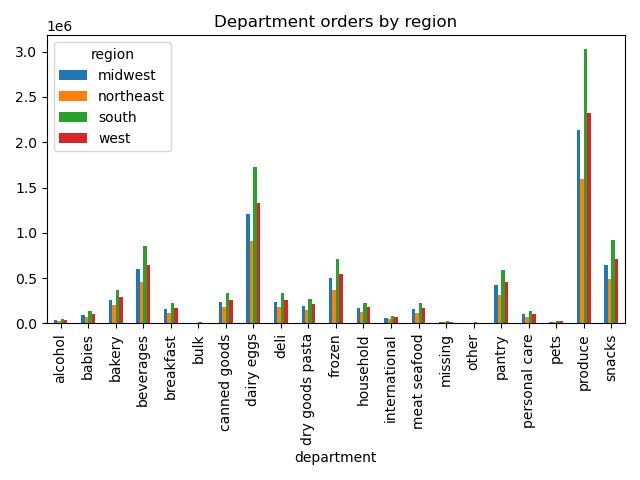 Department orders by region
1e6
3.0
2.5
2.0
1.5
1.0
0.5
0.0
region
midwest
northeast
south
west
alcohol
babies
bakery
beverages
breakfast
bulk
canned goods
dairy eggs
deli
dry goods pasta
frozen
household
international
meat seafood
missing
other
pantry
personal care
pets
produce
snacks
department